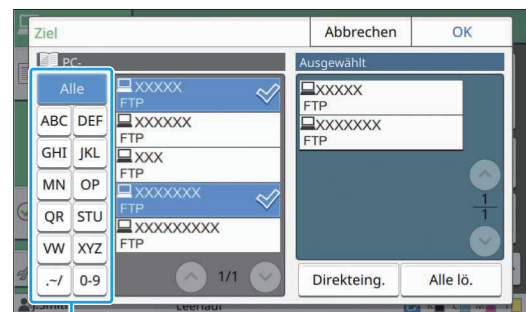 Ziel
Abbrechen
OK
PC-
Ausgewählt
Alle
ABC DEF
GHI JKL
MN OP
QR STU
VW XYZ
.~/ 0-9
XXXXX
FTP
XXXXXX
FTP
XXX
FTP
XXXXXXX
FTP
XXXXXXXXX
FTP
1/1
XXXXX
FTP
XXXXXXX
FTP
1
1
Direkteing.
Alle lö.
J.Smith
Leerlauf